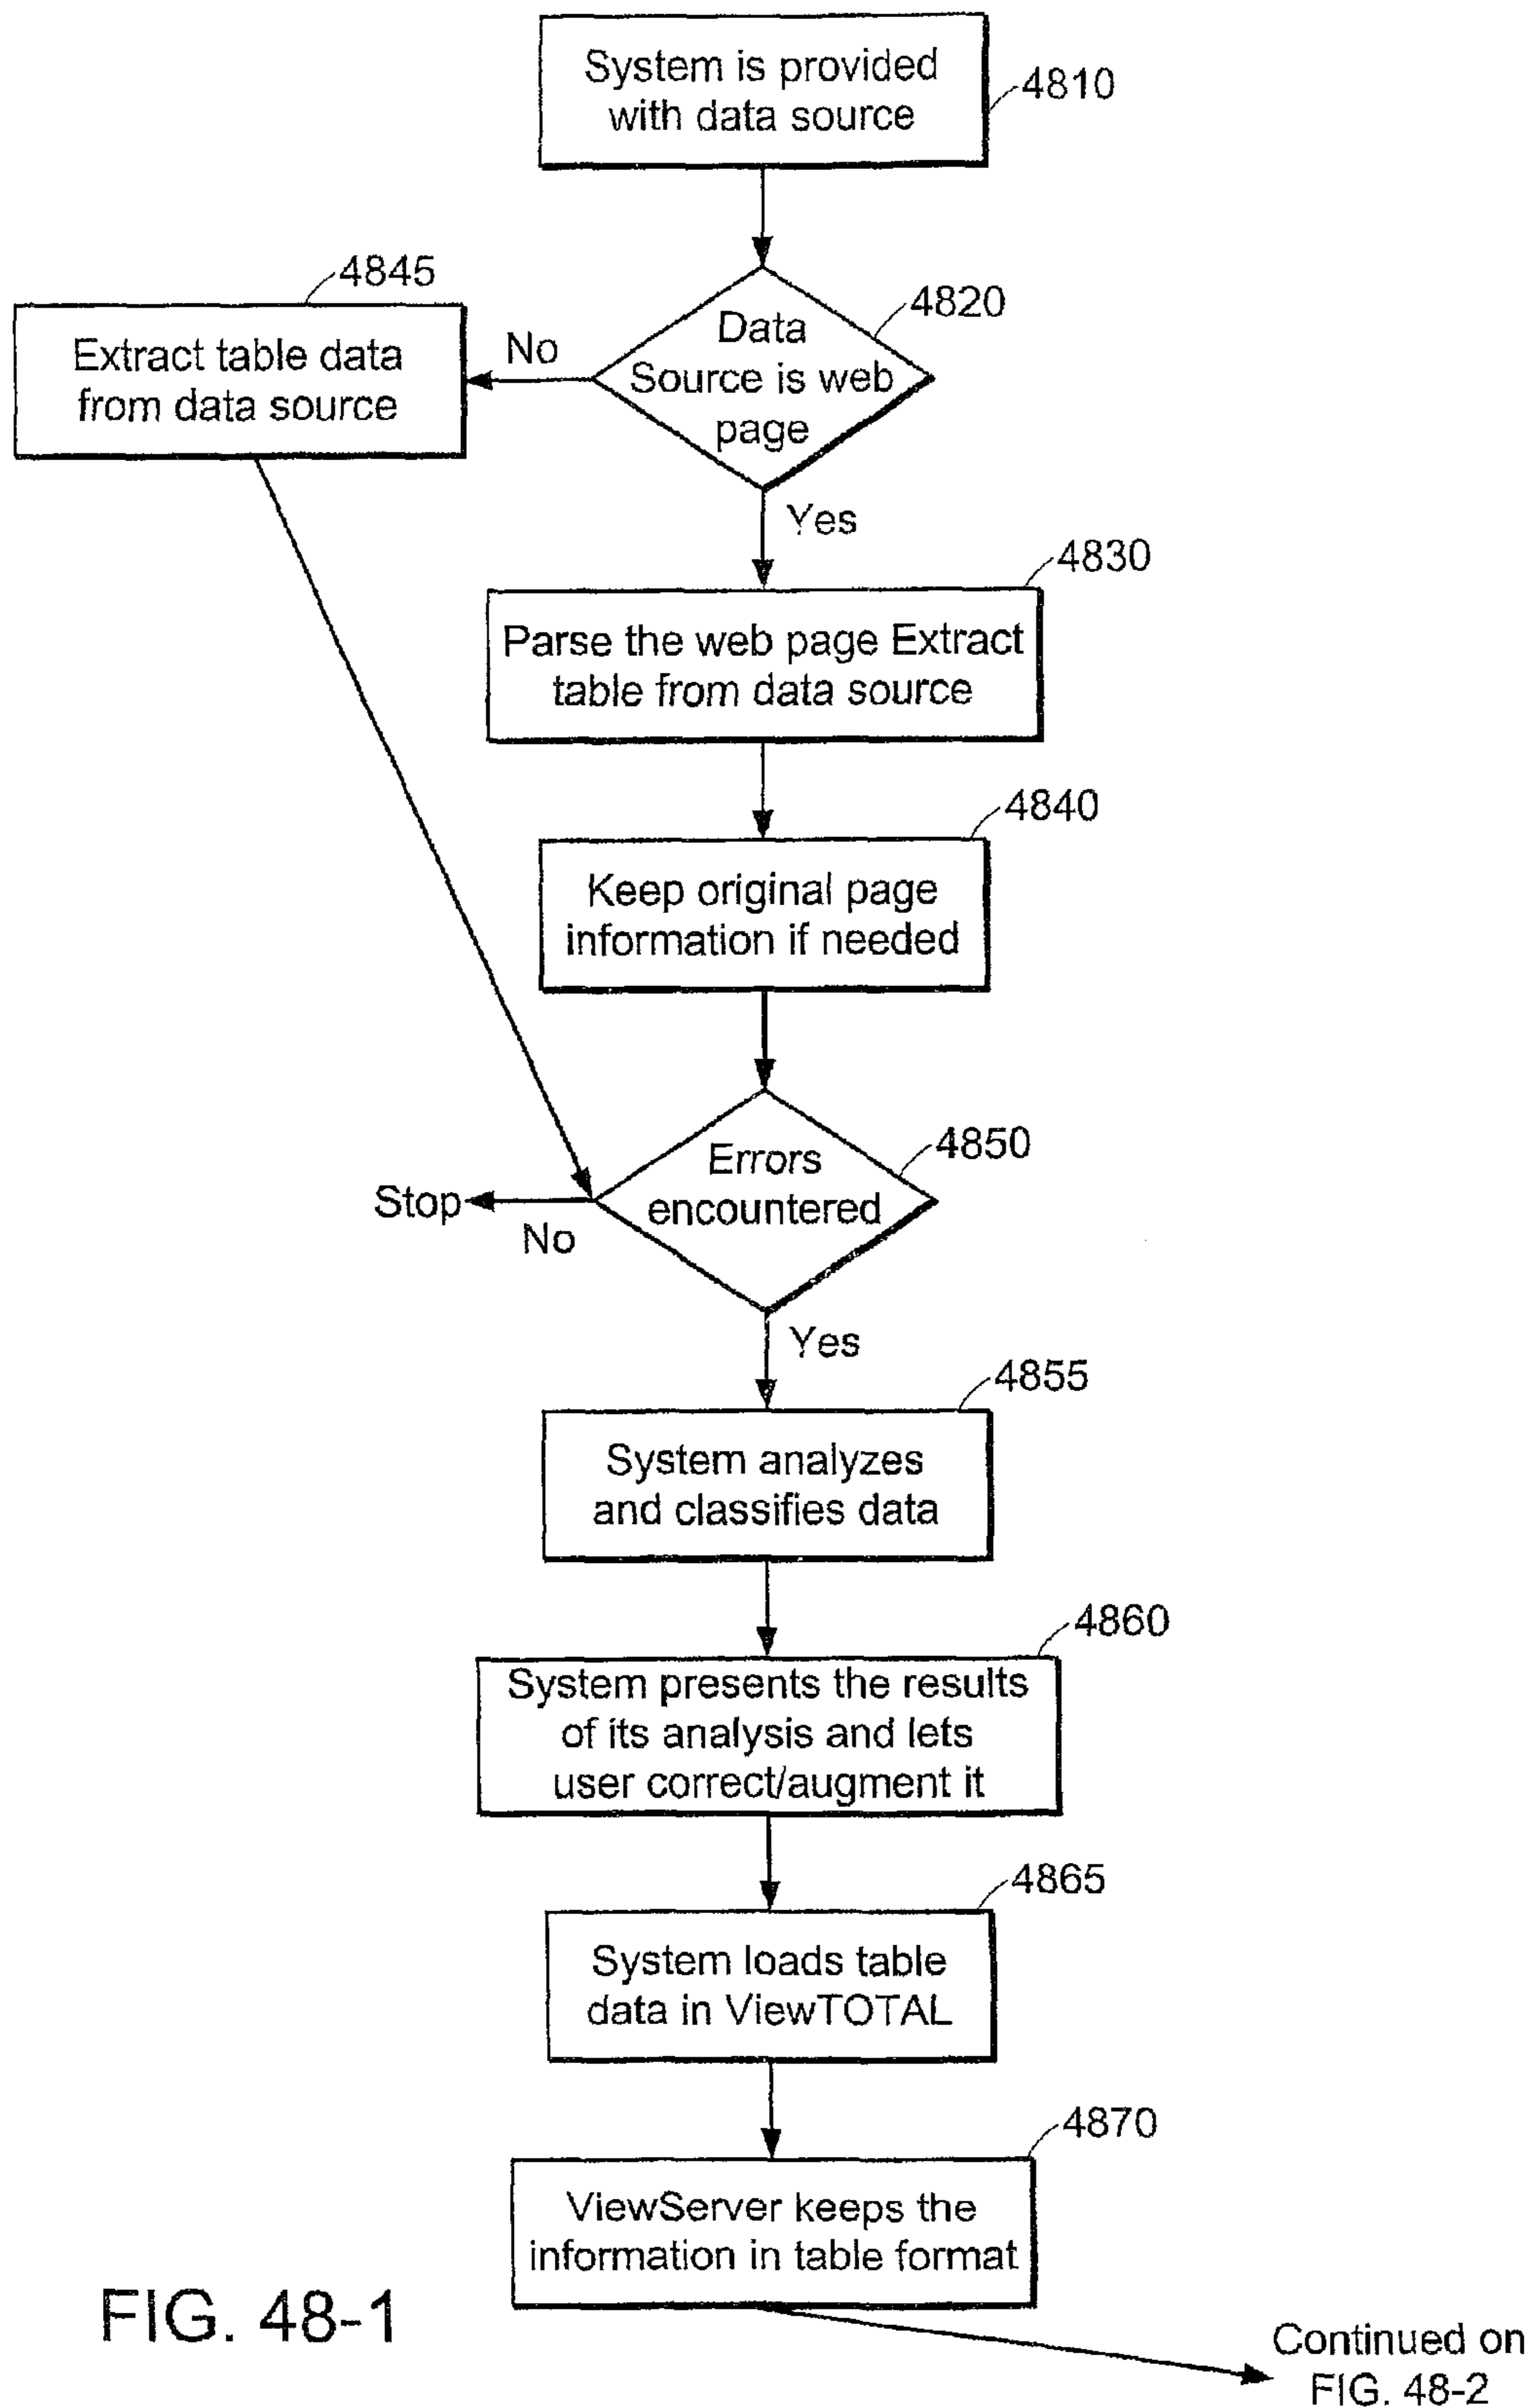 System is provided
with data source
4810
4845
Extract table data
from data source
No
Data
Source is web
page
4820
Yes
4830
Parse the web page Extract
table from data source
4840
Keep original page
information if needed
Errors
encountered
4850
Stop
No
Yes
4855
System analyzes
and classifies data
4860
System presents the results
of its analysis and lets
user correct/augment it
4865
System loads table
data in ViewTOTAL
4870
ViewServer keeps the
information in table format
FIG. 48-1
Continued on
FIG. 48-2